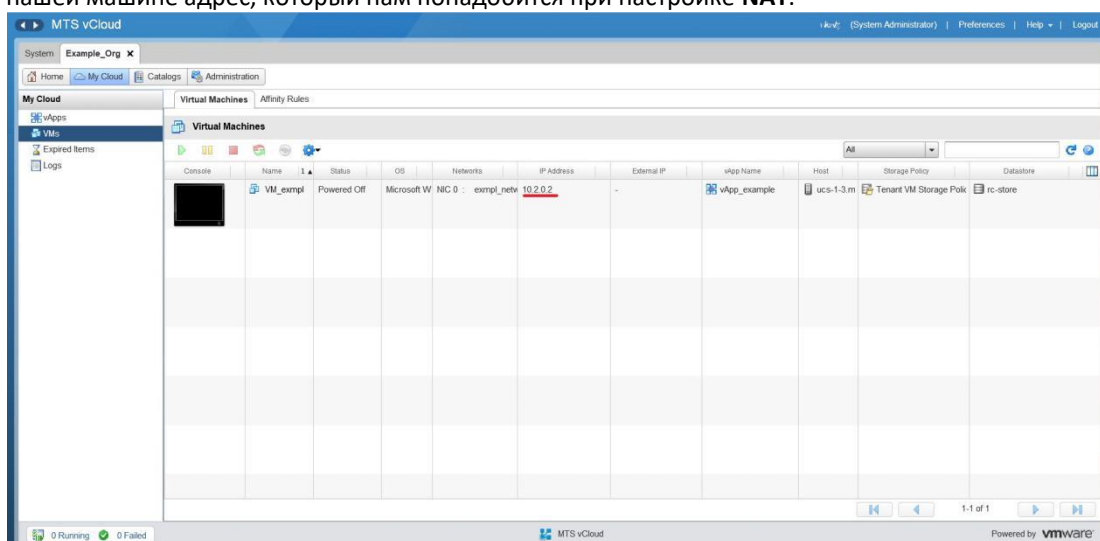 нашей машине адрес, который нам понадобится при настройке NAT.
MTS vCloud
(System Administrator) | Preferences | Help | Logout
System Example_Org
Home My Cloud Catalogs Administration
My Cloud
Virtual Machines Affinity Rules
vApps
VMs
Expired Items
Logs
Virtual Machines
All
Console Name 1 Status OS Networks IP Address External IP vApp Name Host Storage Policy Datastore
VM_exmpl Powered Off Microsoft W NIC 0 : exmpl_netw 10.2.0.2 - vApp_example ucs-1-3.m Tenant VM Storage Polic rc-store
1-1 of 1
0 Running 0 Failed
MTS vCloud
Powered by vmware